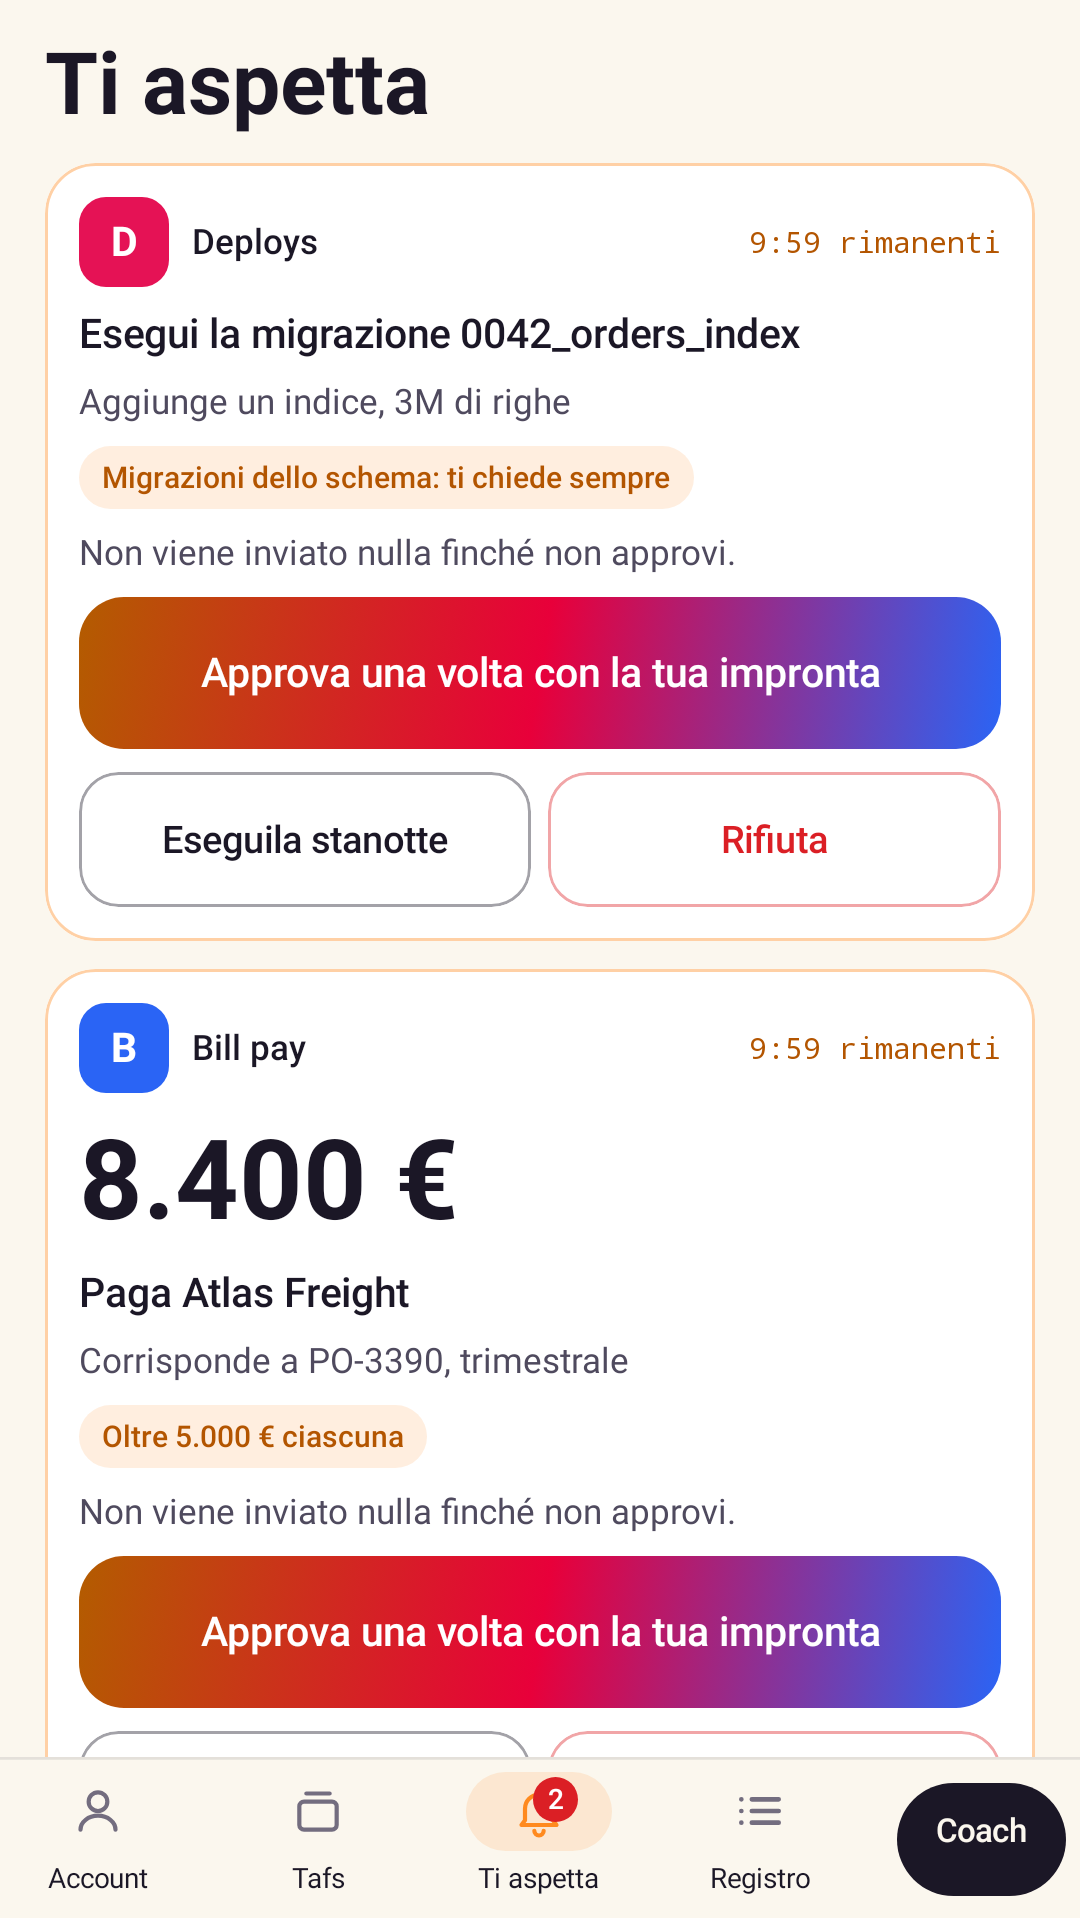 Ti aspetta
D
Deploys
9:59 rimanenti
Esegui la migrazione 0042_orders_index
Aggiunge un indice, 3M di righe
Migrazioni dello schema: ti chiede sempre
Non viene inviato nulla finché non approvi.
Approva una volta con la tua impronta
Eseguila stanotte
Rifiuta
B
Bill pay
9:59 rimanenti
8.400 €
Paga Atlas Freight
Corrisponde a PO-3390, trimestrale
Oltre 5.000 € ciascuna
Non viene inviato nulla finché non approvi.
Approva una volta con la tua impronta
2
Account
Tafs
Ti aspetta
Registro
Coach